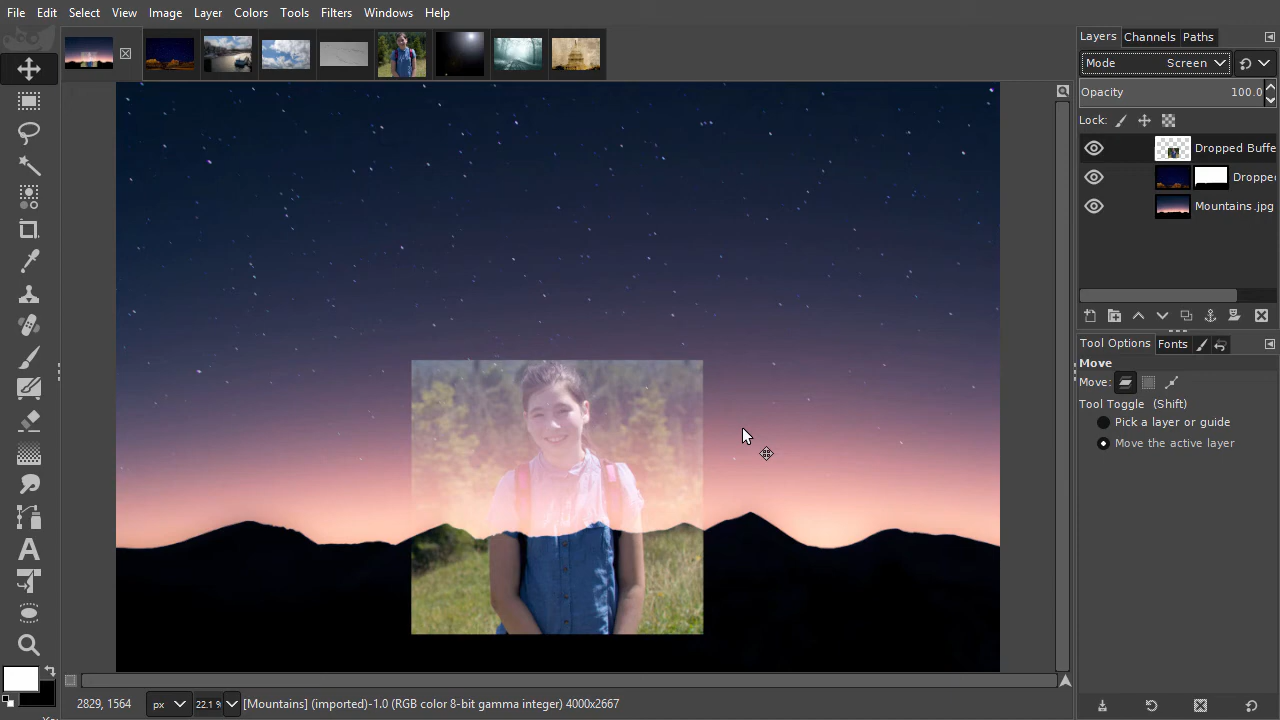 File Edit Select View Image Layer Colors Tools Filters Windows Help
Layers Channels Paths
Mode Screen
Opacity 100.0
Lock:
Dropped Buffe
Dropped
Mountains.jpg
Tool Options Fonts
Move
Move:
Tool Toggle (Shift)
Pick a layer or guide
Move the active layer
A
2829, 1564 px 22.1 % [Mountains] (imported)-1.0 (RGB color 8-bit gamma integer) 4000x2667